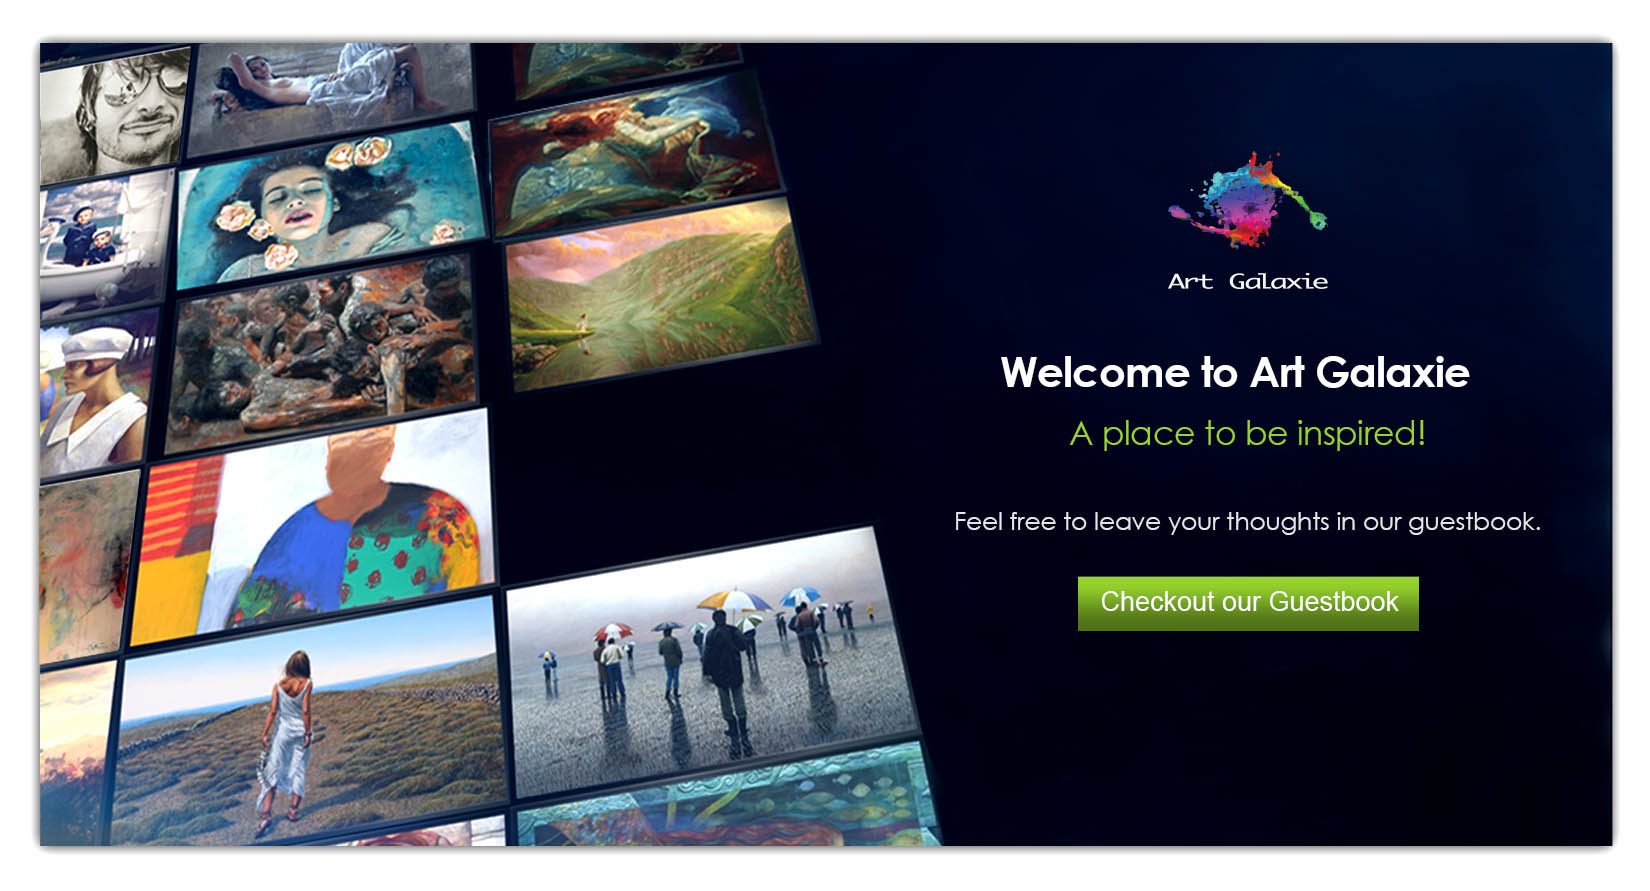 Art Galaxie
Welcome to Art Galaxie
A place to be inspired!
Feel free to leave your thoughts in our guestbook.
Checkout our Guestbook